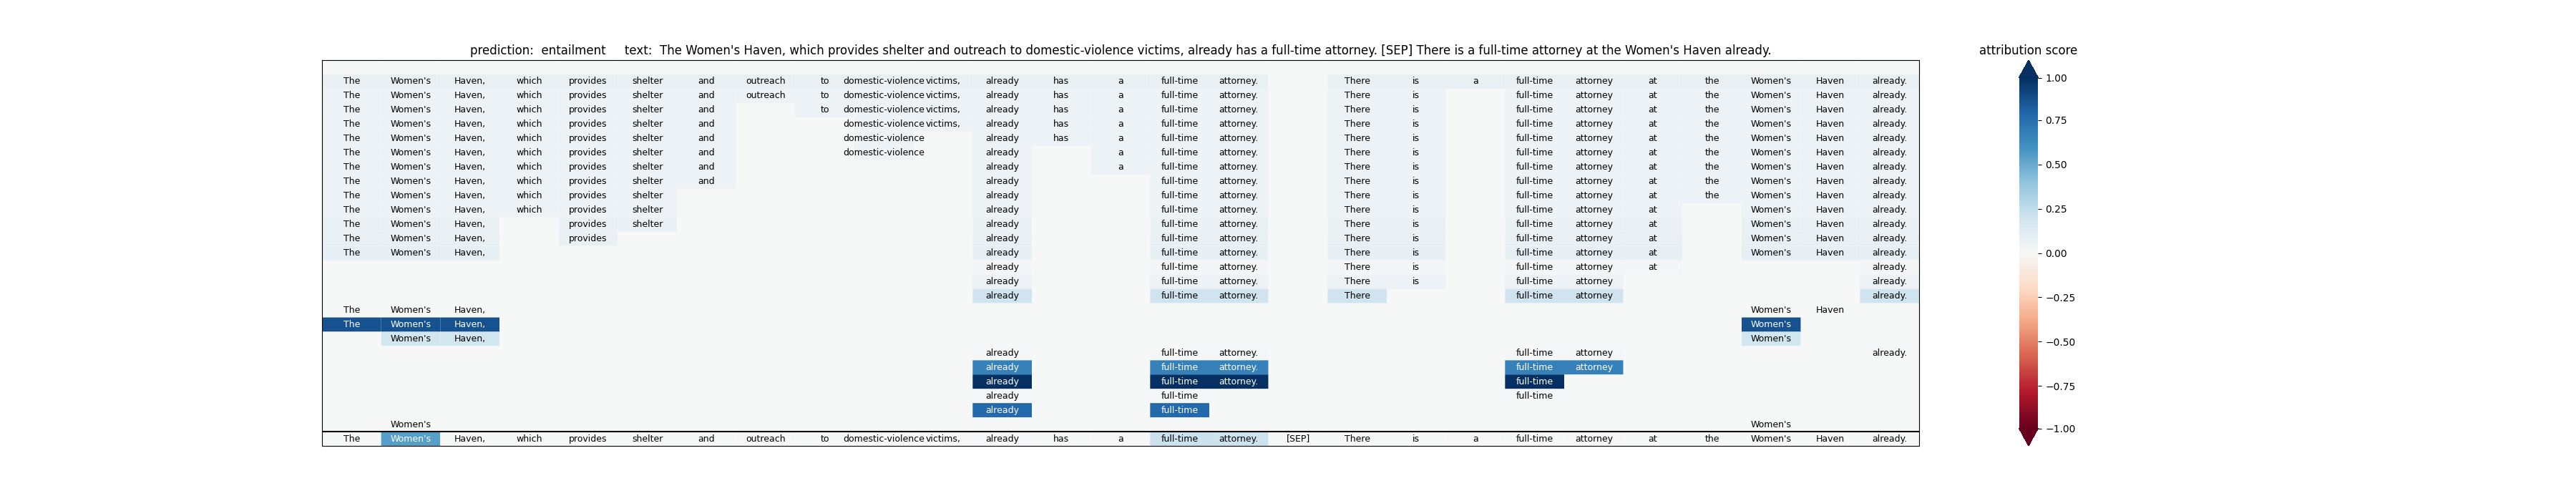 prediction: entailment text: The Women's Haven, which provides shelter and outreach to domestic-violence victims, already has a full-time attorney. [SEP] There is a full-time attorney at the Women's Haven already.
attribution score
The Women's Haven, which provides shelter and outreach to domestic-violence victims, already has a full-time attorney. There is a full-time attorney at the Women's Haven already.
The Women's Haven, which provides shelter and outreach to domestic-violence victims, already has a full-time attorney. There is full-time attorney at the Women's Haven already.
The Women's Haven, which provides shelter and to domestic-violence victims, already has a full-time attorney. There is full-time attorney at the Women's Haven already.
The Women's Haven, which provides shelter and domestic-violence victims, already has a full-time attorney. There is full-time attorney at the Women's Haven already.
The Women's Haven, which provides shelter and domestic-violence already has a full-time attorney. There is full-time attorney at the Women's Haven already.
The Women's Haven, which provides shelter and domestic-violence already a full-time attorney. There is full-time attorney at the Women's Haven already.
The Women's Haven, which provides shelter and already a full-time attorney. There is full-time attorney at the Women's Haven already.
The Women's Haven, which provides shelter and already full-time attorney. There is full-time attorney at the Women's Haven already.
The Women's Haven, which provides shelter already full-time attorney. There is full-time attorney at the Women's Haven already.
The Women's Haven, which provides shelter already full-time attorney. There is full-time attorney at Women's Haven already.
The Women's Haven, provides shelter already full-time attorney. There is full-time attorney at Women's Haven already.
The Women's Haven, provides already full-time attorney. There is full-time attorney at Women's Haven already.
The Women's Haven, already full-time attorney. There is full-time attorney at Women's Haven already.
already full-time attorney. There is full-time attorney at already.
already full-time attorney. There is full-time attorney already.
already full-time attorney. There full-time attorney already.
The Women's Haven, Women's Haven
The Women's Haven, Women's
Women's Haven, Women's
already full-time attorney. full-time attorney already.
already full-time attorney. full-time attorney
already full-time attorney. full-time
already full-time full-time
already full-time
Women's Women's
The Women's Haven, which provides shelter and outreach to domestic-violence victims, already has a full-time attorney. [SEP] There is a full-time attorney at the Women's Haven already.
1.00
0.75
0.50
0.25
0.00
−0.25
−0.50
−0.75
−1.00